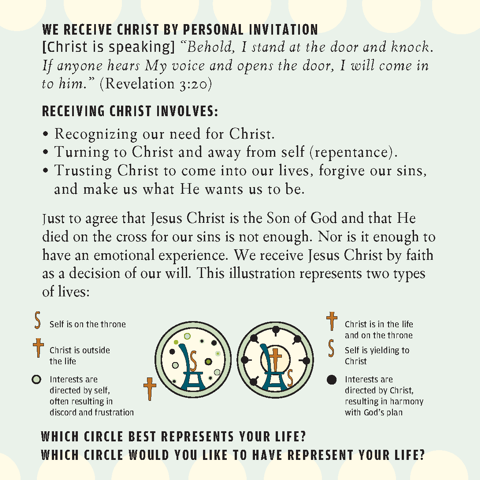 WE RECEIVE CHRIST BY PERSONAL INVITATION
[Christ is speaking] “Behold, I stand at the door and knock.
If anyone hears My voice and opens the door, I will come in
to him.” (Revelation 3:20)
RECEIVING CHRIST INVOLVES:
• Recognizing our need for Christ.
• Turning to Christ and away from self (repentance).
• Trusting Christ to come into our lives, forgive our sins,
and make us what He wants us to be.
Just to agree that Jesus Christ is the Son of God and that He
died on the cross for our sins is not enough. Nor is it enough to
have an emotional experience. We receive Jesus Christ by faith
as a decision of our will. This illustration represents two types
of lives:
S Self is on the throne
Christ is outside
the life
Interests are
directed by self,
often resulting in
discord and frustration
S
S
Christ is in the life
and on the throne
S Self is yielding to
Christ
Interests are
directed by Christ,
resulting in harmony
with God’s plan
WHICH CIRCLE BEST REPRESENTS YOUR LIFE?
WHICH CIRCLE WOULD YOU LIKE TO HAVE REPRESENT YOUR LIFE?